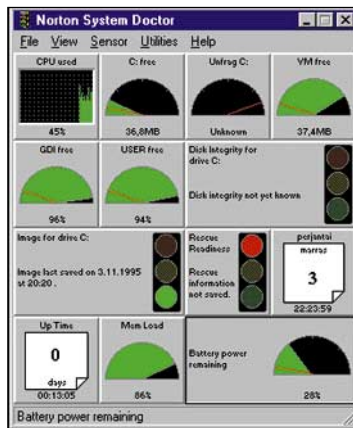 Norton System Doctor
File View Sensor Utilities Help
CPU used
45%
C: free
36,8MB
Unfrag C:
Unknown
VM free
37,4MB
GDI free
96%
USER free
94%
Disk Integrity for
drive C:
Disk integrity not yet known
Image for drive C:
Image last saved on 3.11.1995
at 20:20 .
Rescue
Readiness
Rescue
information
not saved.
perjantai
marras
3
22:23:59
Up Time
0
days
00:13:05
Mem Load
86%
Battery power
remaining
28%
Battery power remaining